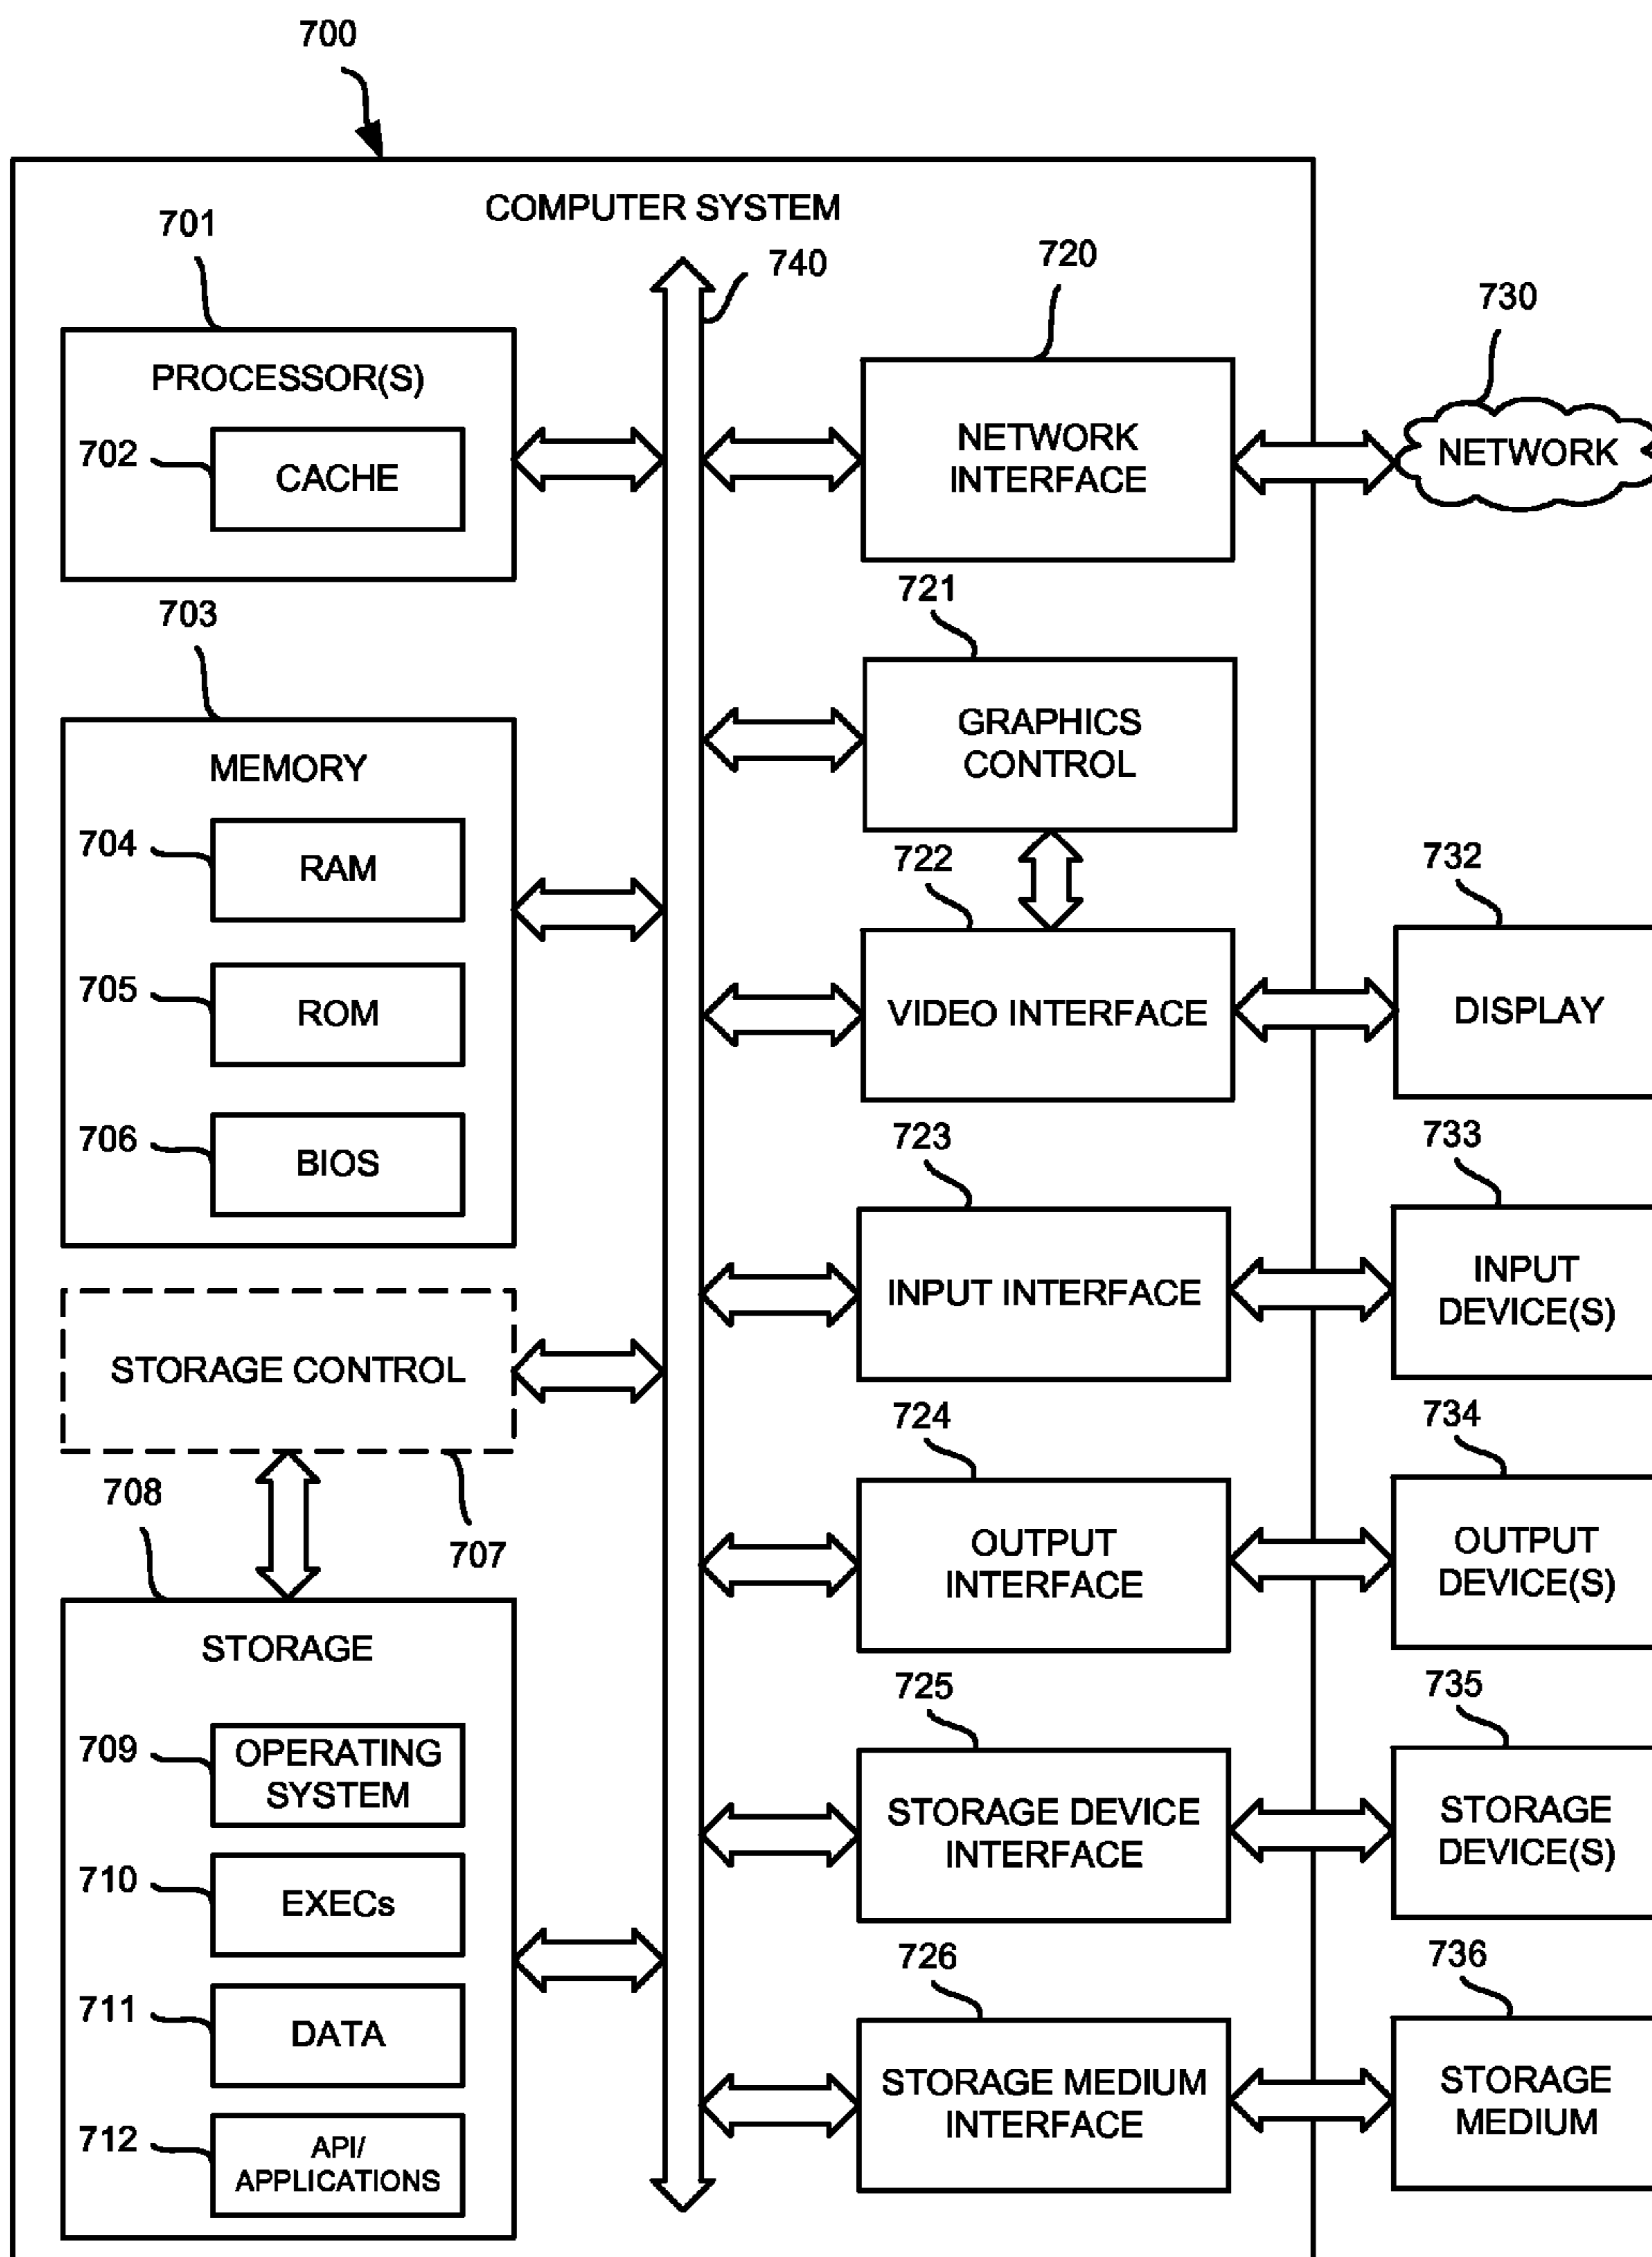 700
COMPUTER SYSTEM
701
740
720
730
PROCESSOR(S)
702
CACHE
NETWORK
INTERFACE
NETWORK
703
721
MEMORY
GRAPHICS
CONTROL
704
RAM
722
732
705
ROM
VIDEO INTERFACE
DISPLAY
706
BIOS
723
733
INPUT INTERFACE
INPUT
DEVICE(S)
STORAGE CONTROL
707
724
734
708
OUTPUT
INTERFACE
OUTPUT
DEVICE(S)
STORAGE
725
735
709
OPERATING
SYSTEM
STORAGE DEVICE
INTERFACE
STORAGE
DEVICE(S)
710
EXECs
726
736
711
DATA
STORAGE MEDIUM
INTERFACE
STORAGE
MEDIUM
712
API/
APPLICATIONS